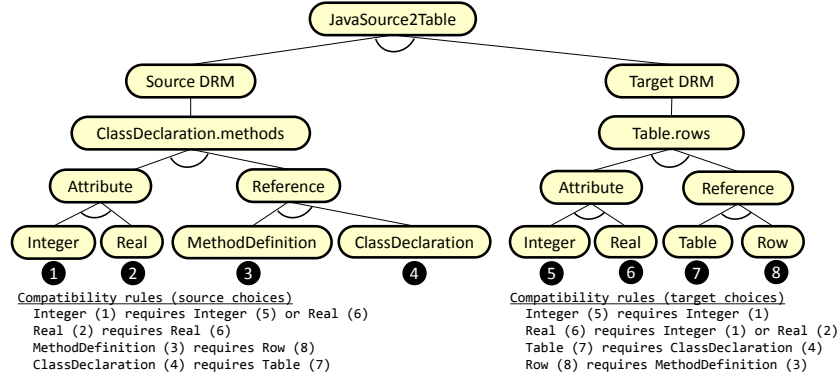 JavaSource2Table
Source DRM
Target DRM
ClassDeclaration.methods
Table.rows
Attribute
Reference
Attribute
Reference
Integer
Real
MethodDefinition
ClassDeclaration
Integer
Real
Table
Row
1
2
3
4
5
6
7
8
Compatibility rules (source choices)
Integer (1) requires Integer (5) or Real (6)
Real (2) requires Real (6)
MethodDefinition (3) requires Row (8)
ClassDeclaration (4) requires Table (7)
Compatibility rules (target choices)
Integer (5) requires Integer (1)
Real (6) requires Integer (1) or Real (2)
Table (7) requires ClassDeclaration (4)
Row (8) requires MethodDefinition (3)